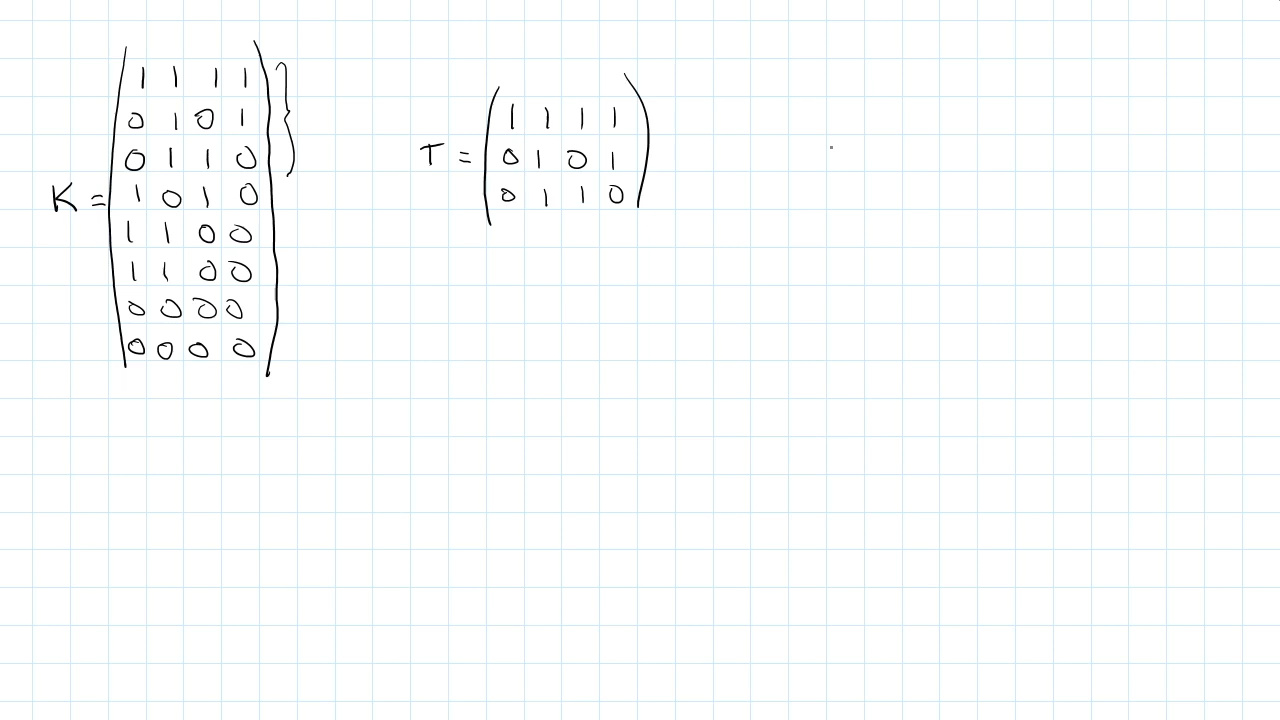 1 1 1 1
0 1 0 1
0 1 1 0
K = 1 0 1 0
1 1 0 0
1 1 0 0
0 0 0 0
0 0 0 0
1 1 1 1
T = 0 1 0 1
0 1 1 0